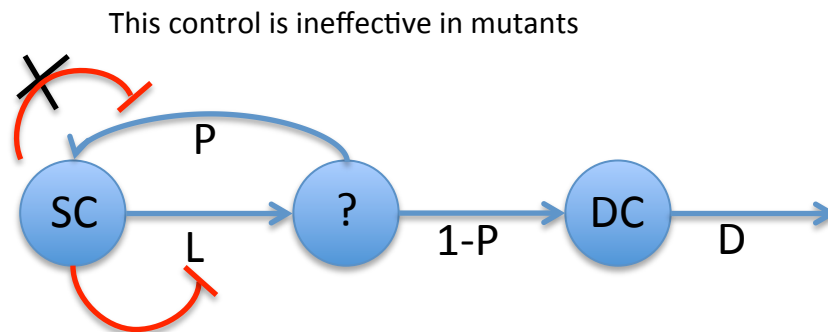 This control is ineffective in mutants
P
SC
?
DC
L
1-P
D